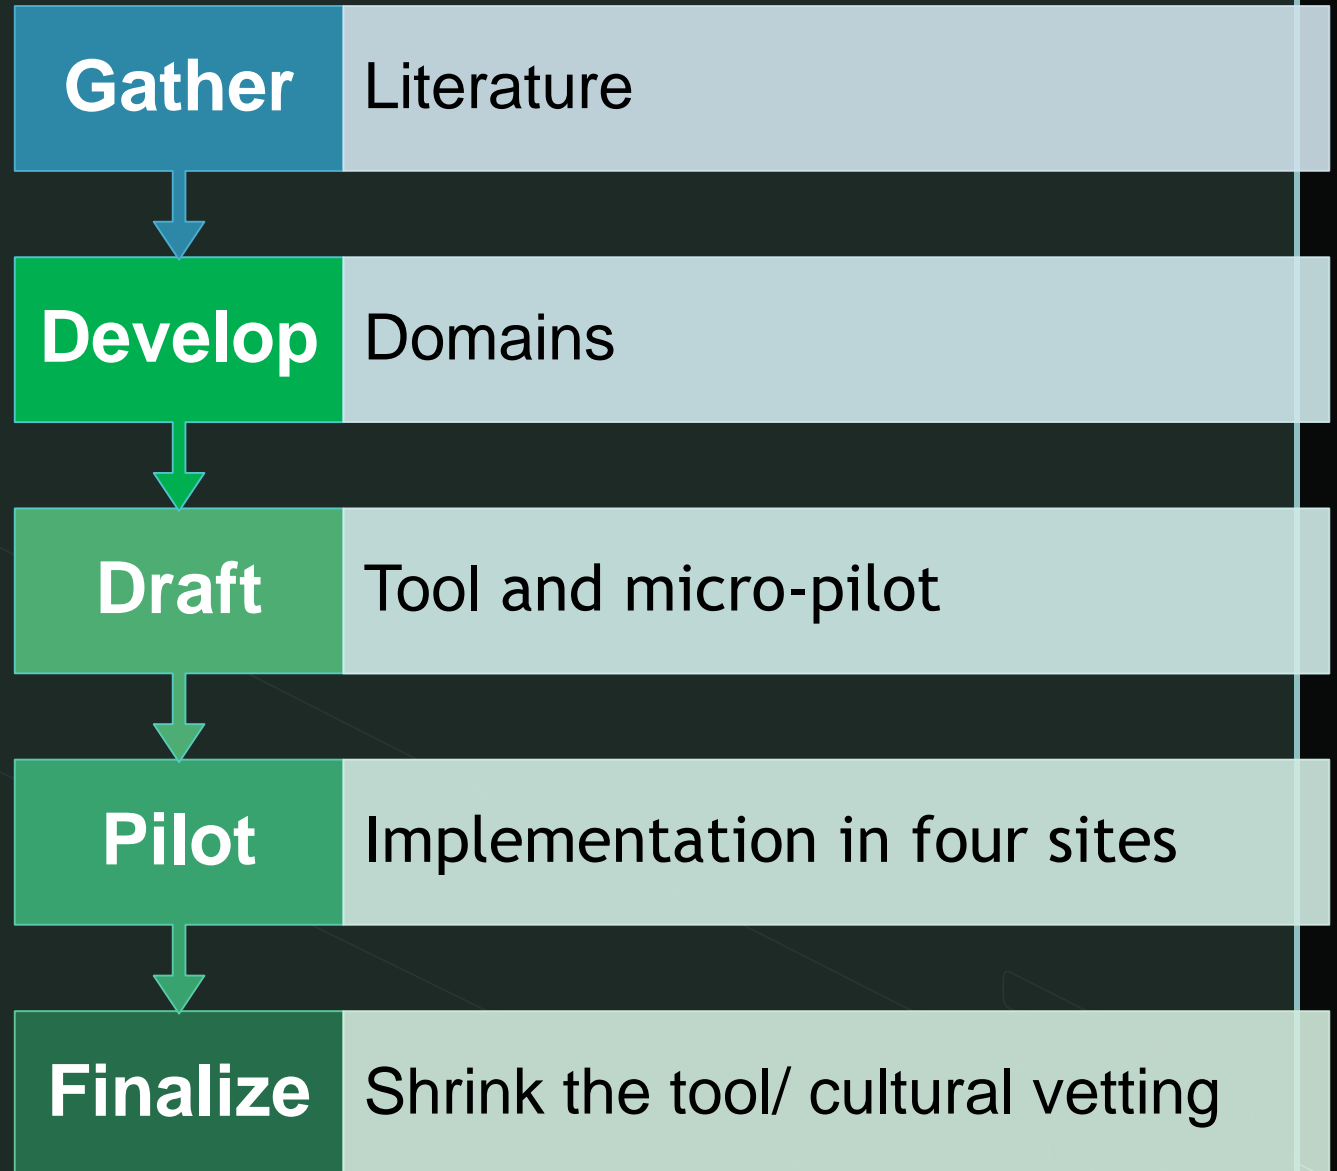 Gather
Literature
Develop
Domains
Draft
Tool and micro-pilot
Pilot
Implementation in four sites
Finalize
Shrink the tool/ cultural vetting